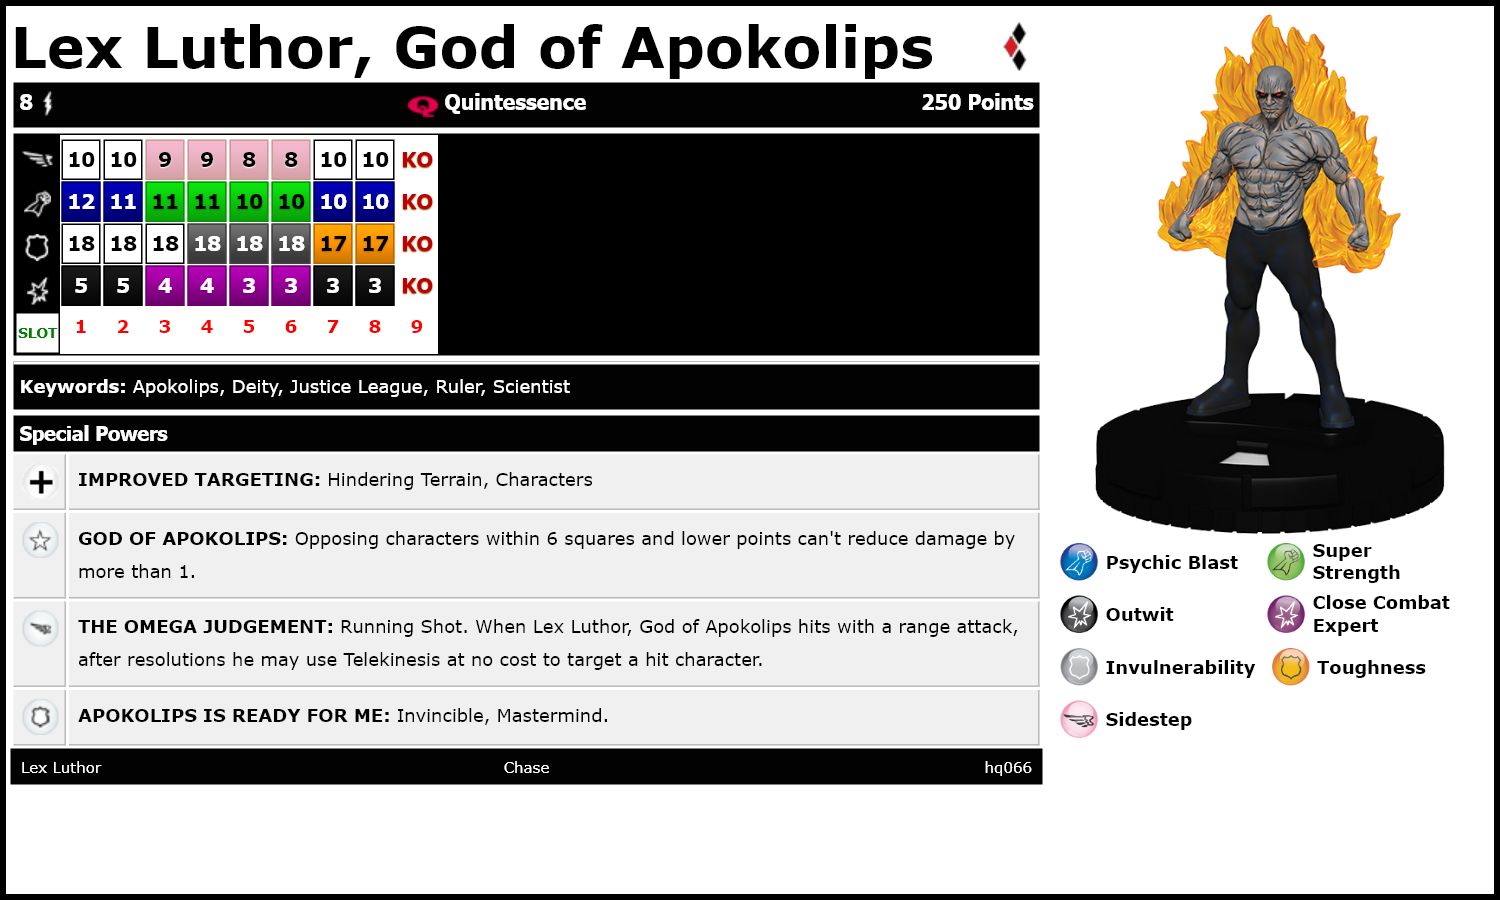 Lex Luthor, God of Apokolips
8 Quintessence 250 Points
10 10 9 9 8 8 10 10 KO
12 11 11 11 10 10 10 10 KO
18 18 18 18 18 18 17 17 KO
5 5 4 4 3 3 3 3 KO
SLOT 1 2 3 4 5 6 7 8 9
Keywords: Apokolips, Deity, Justice League, Ruler, Scientist
Special Powers
IMPROVED TARGETING: Hindering Terrain, Characters
GOD OF APOKOLIPS: Opposing characters within 6 squares and lower points can't reduce damage by
more than 1.
THE OMEGA JUDGEMENT: Running Shot. When Lex Luthor, God of Apokolips hits with a range attack,
after resolutions he may use Telekinesis at no cost to target a hit character.
APOKOLIPS IS READY FOR ME: Invincible, Mastermind.
Lex Luthor Chase hq066
Psychic Blast
Super
Strength
Outwit
Close Combat
Expert
Invulnerability
Toughness
Sidestep